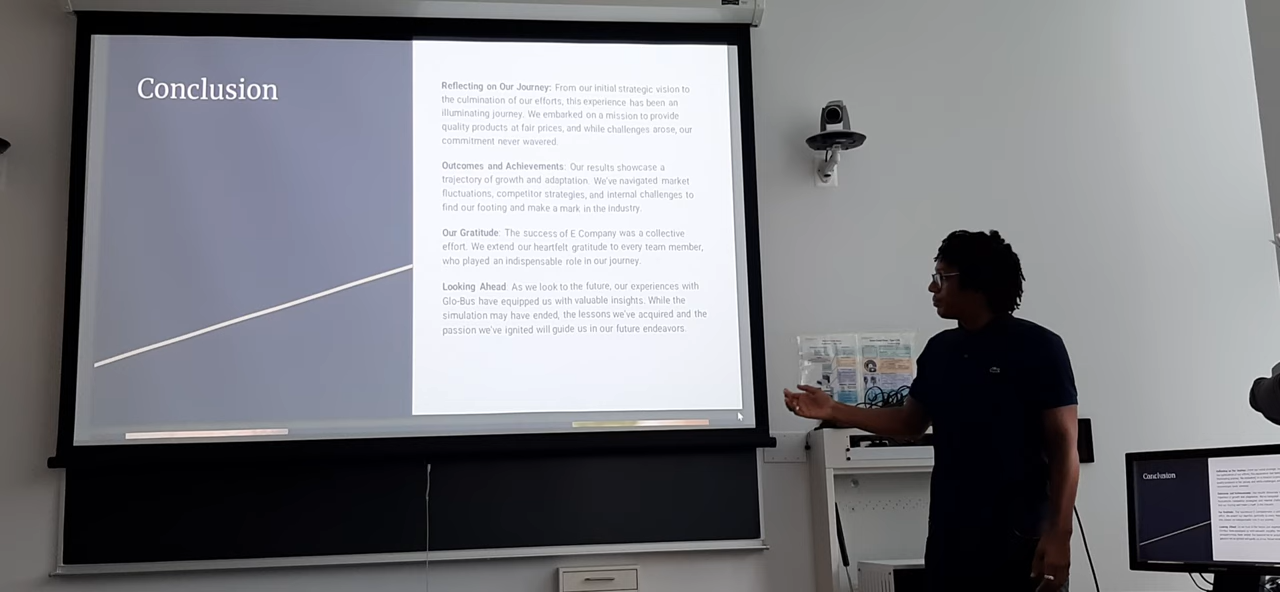 Conclusion
Reflecting on Our Journey: From our initial strategic vision to
the culmination of our efforts, this experience has been an
illuminating journey. We embarked on a mission to provide
quality products at fair prices, and while challenges arose, our
commitment never wavered.
Outcomes and Achievements: Our results showcase a
trajectory of growth and adaptation. We've navigated market
fluctuations, competitor strategies, and internal challenges to
find our footing and make a mark in the industry.
Our Gratitude: The success of E Company was a collective
effort. We extend our heartfelt gratitude to every team member,
who played an indispensable role in our journey.
Looking Ahead: As we look to the future, our experiences with
Glo-Bus have equipped us with valuable insights. While the
simulation may have ended, the lessons we've acquired and the
passion we've ignited will guide us in our future endeavors.
Conclusion